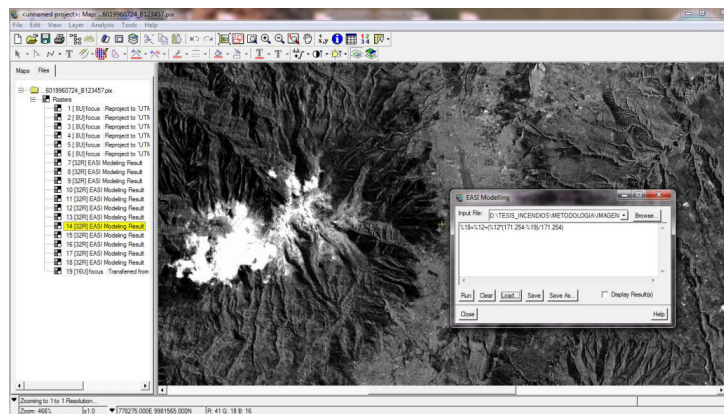 <unnamed project>: Map: ..6019960724_B123457.pix
File Edit View Layer Analysis Tools Help
Maps Files
..6019960724_B123457.pix
Rasters
1 [ 8U] focus :Reproject to 'UTM
2 [ 8U] focus :Reproject to 'UTM
3 [ 8U] focus :Reproject to 'UTM
4 [ 8U] focus :Reproject to 'UTM
5 [ 8U] focus :Reproject to 'UTM
6 [ 8U] focus :Reproject to 'UTM
7 [32R] EASI Modeling Result
8 [32R] EASI Modeling Result
9 [32R] EASI Modeling Result
10 [32R] EASI Modeling Result
11 [32R] EASI Modeling Result
12 [32R] EASI Modeling Result
13 [32R] EASI Modeling Result
14 [32R] EASI Modeling Result
15 [32R] EASI Modeling Result
16 [32R] EASI Modeling Result
17 [32R] EASI Modeling Result
18 [32R] EASI Modeling Result
19 [16U] focus :Transferred from
EASI Modelling
Input File: D:\TESIS_INCENDIOS\METODOLOGIA\IMAGEN Browse...
%18=%12+(%12*(171.254-%19)/171.254)
Run Clear Load... Save Save As... Display Result(s)
Close Help
Zooming to 1 to 1 Resolution...
Zoom: 466% x1.0 778275.000E 9981565.000N R: 41 G: 18 B: 16